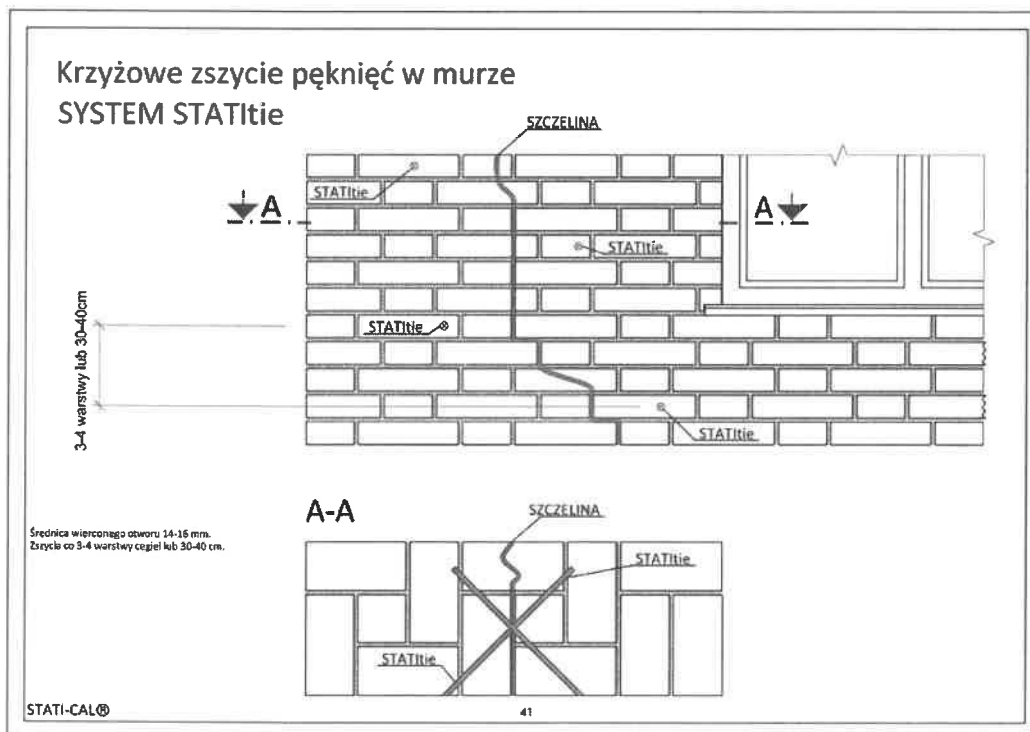 Krzyżowe zszycie pęknięć w murze
SYSTEM STATItie
SZCZELINA
STATItie
A
A
STATItie
STATItie
3-4 warstwy lub 30-40cm
STATItie
A-A
SZCZELINA
Średnica wierconego otworu 14-16 mm.
Zszycia co 3-4 warstwy cegieł lub 30-40 cm.
STATItie
STATItie
STATI-CAL®
41